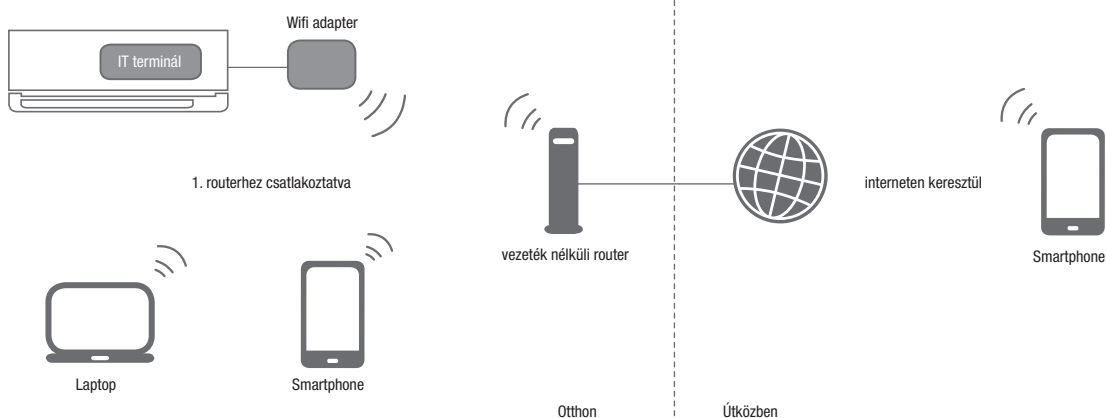 Wifi adapter
IT terminál
1. routerhez csatlakoztatva
interneten keresztül
vezeték nélküli router
Smartphone
Laptop
Smartphone
Otthon
Útközben